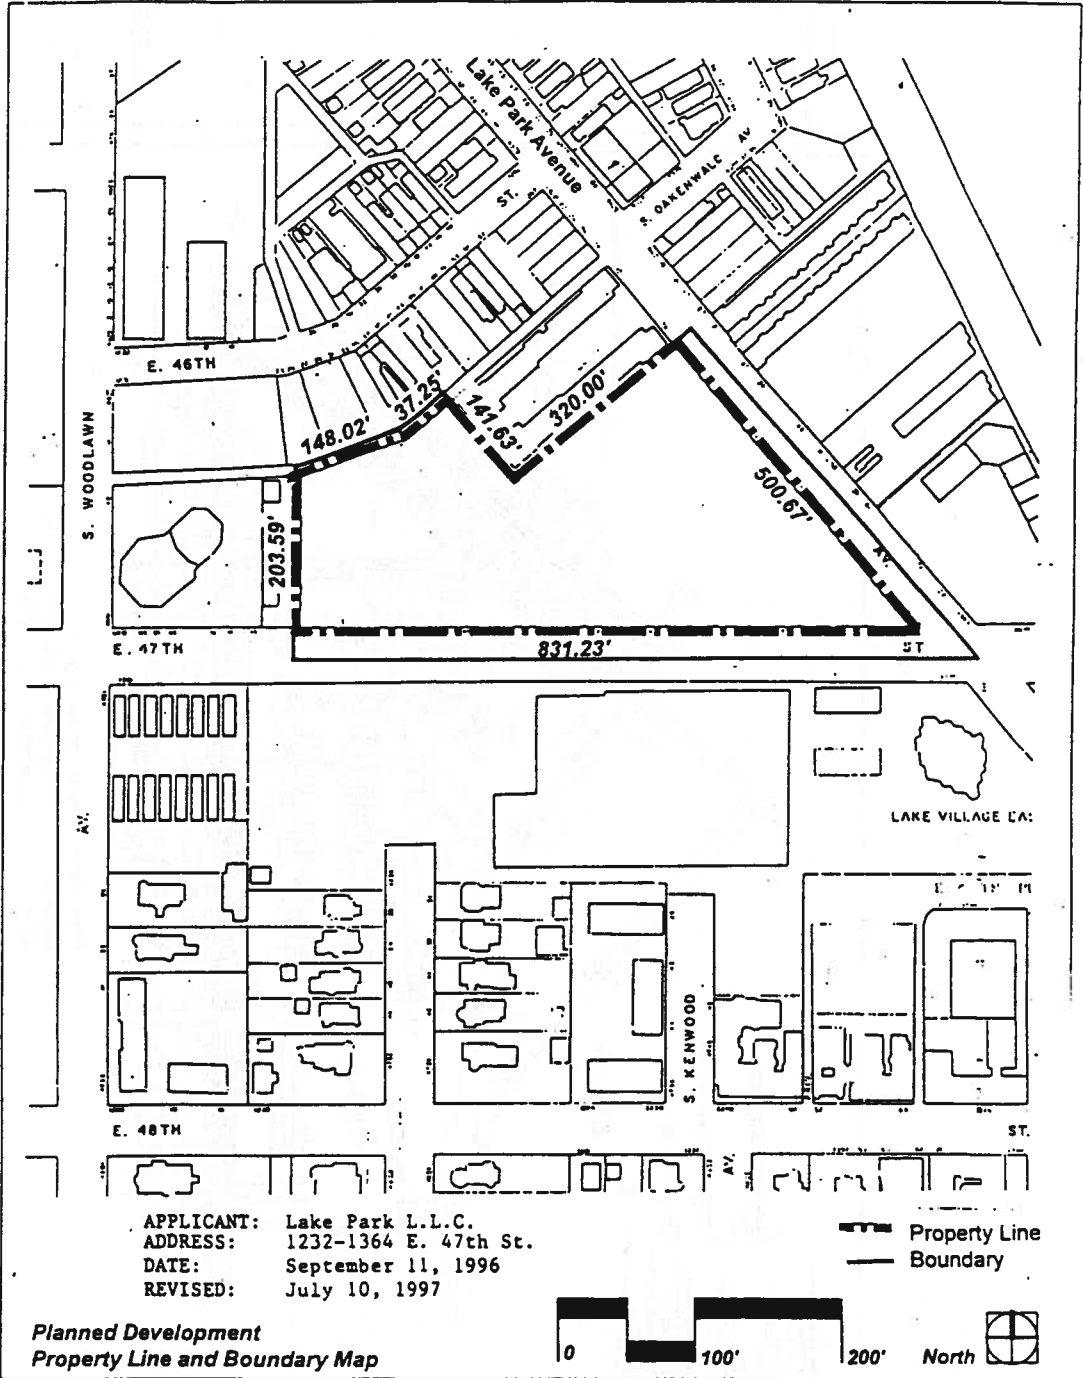 Lake Park Avenue
ST.
S. OAKENWALD AV
E. 46TH
S. WOODLAWN
148.02'
37.25'
141.63'
320.00'
500.67'
203.59'
AV.
E. 47TH
831.23'
ST
AV.
LAKE VILLAGE EA
S. KENWOOD
E. 48TH
ST.
AV.
APPLICANT: Lake Park L.L.C.
ADDRESS: 1232-1364 E. 47th St.
DATE: September 11, 1996
REVISED: July 10, 1997
Property Line
Boundary
Planned Development
Property Line and Boundary Map
0 100' 200'
North